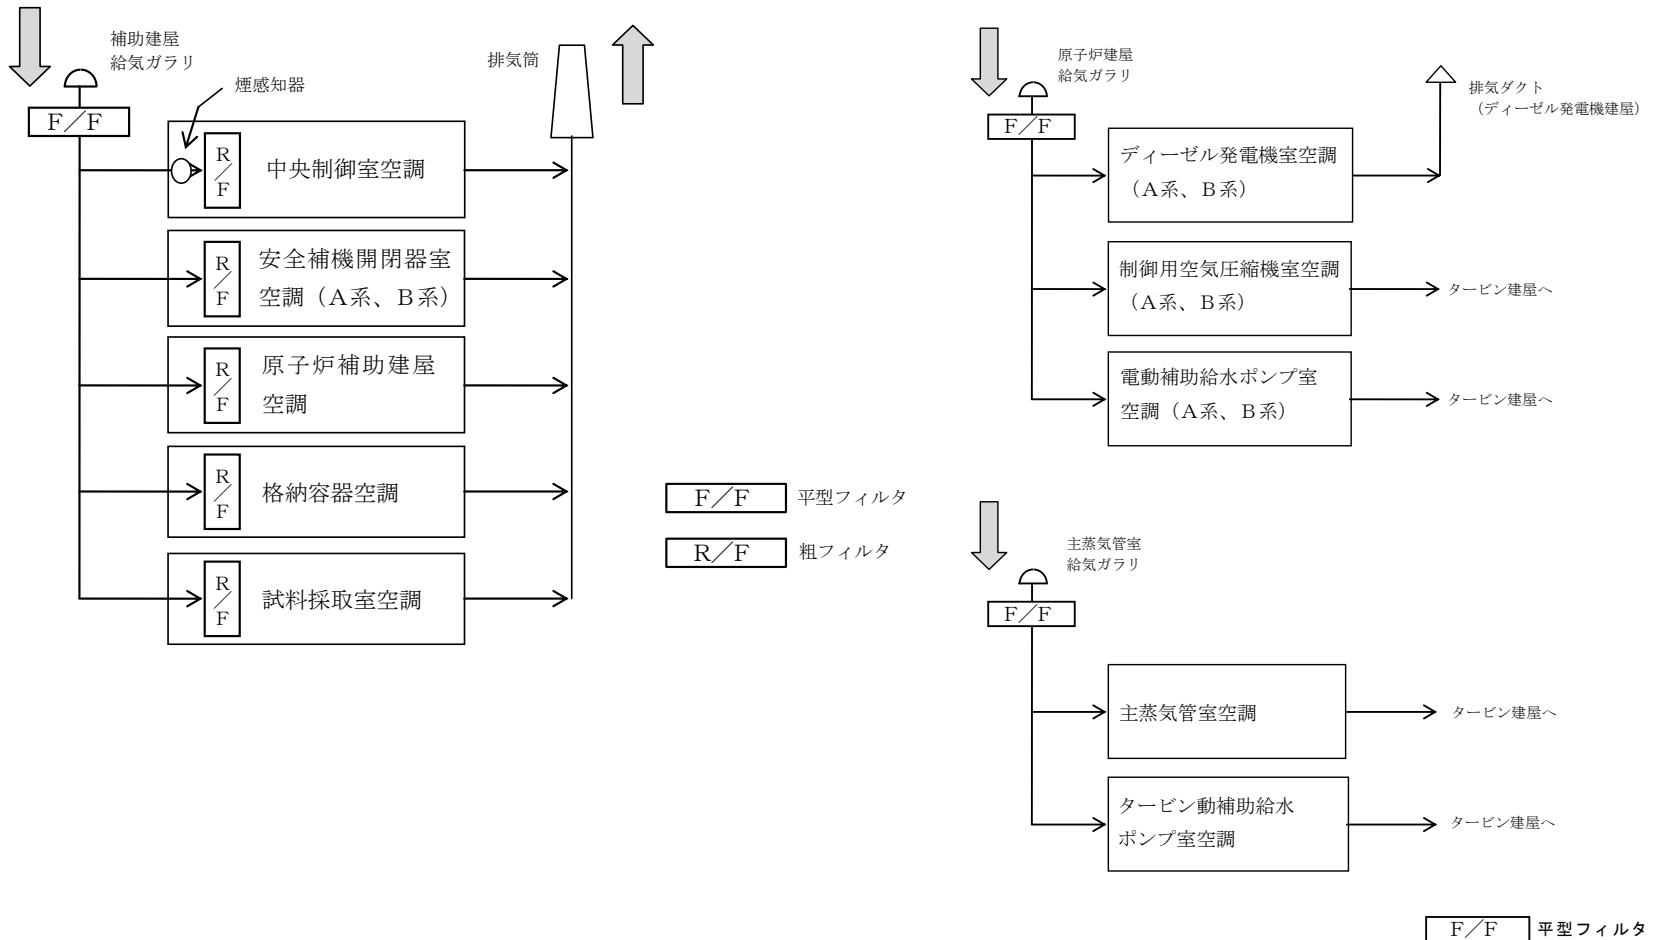 補助建屋
給気ガラリ
煙感知器
F／F
R／F
中央制御室空調
R／F
安全補機開閉器室
空調（A系、B系）
R／F
原子炉補助建屋
空調
R／F
格納容器空調
R／F
試料採取室空調
排気筒
F／F
平型フィルタ
R／F
粗フィルタ
原子炉建屋
給気ガラリ
F／F
ディーゼル発電機室空調
（A系、B系）
排気ダクト
（ディーゼル発電機建屋）
制御用空気圧縮機室空調
（A系、B系）
タービン建屋へ
電動補助給水ポンプ室
空調（A系、B系）
タービン建屋へ
主蒸気管室
給気ガラリ
F／F
主蒸気管室空調
タービン建屋へ
タービン動補助給水
ポンプ室空調
タービン建屋へ
F／F
平型フィルタ